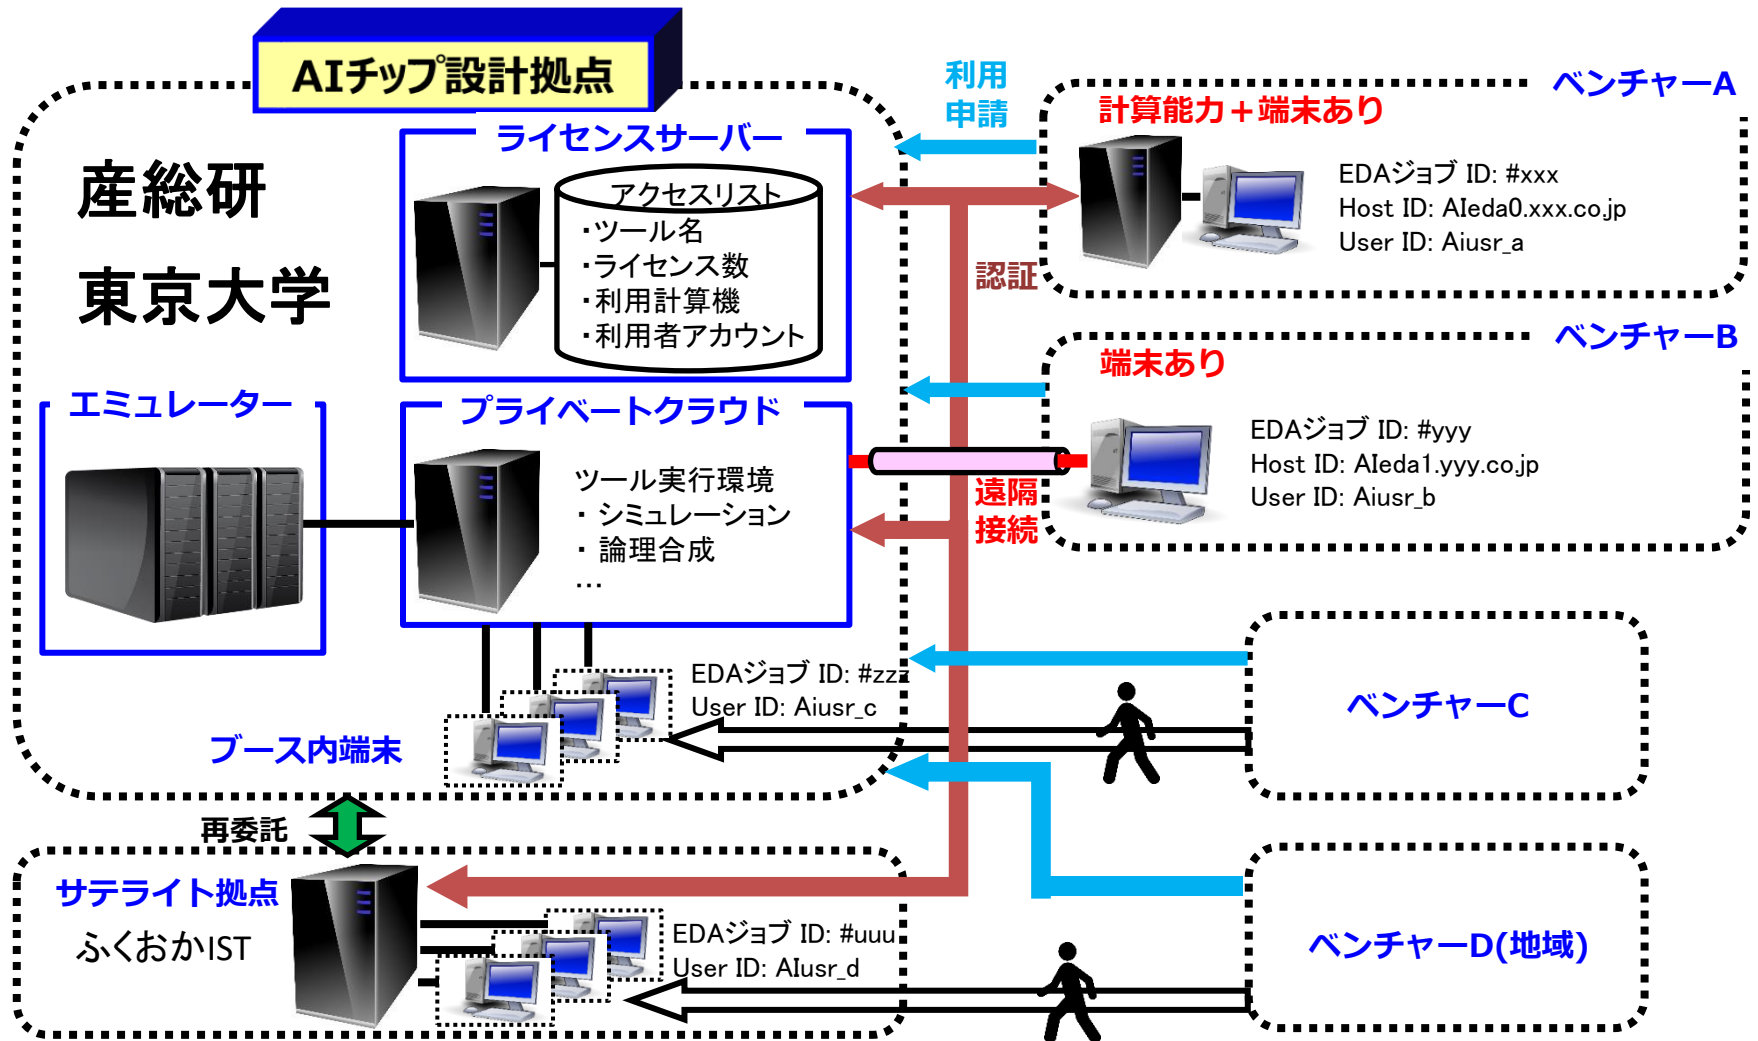 AIチップ設計拠点
産総研
東京大学
ライセンスサーバー
アクセスリスト
・ツール名
・ライセンス数
・利用計算機
・利用者アカウント
エミュレーター
プライベートクラウド
ツール実行環境
・ シミュレーション
・ 論理合成
…
ブース内端末
EDAジョブ ID: #zzz
User ID: Aiusr_c
利用
申請
認証
遠隔
接続
ベンチャーA
計算能力＋端末あり
EDAジョブ ID: #xxx
Host ID: AIeda0.xxx.co.jp
User ID: Aiusr_a
ベンチャーB
端末あり
EDAジョブ ID: #yyy
Host ID: AIeda1.yyy.co.jp
User ID: Aiusr_b
ベンチャーC
再委託
サテライト拠点
ふくおかIST
EDAジョブ ID: #uuu
User ID: AIusr_d
ベンチャーD(地域)